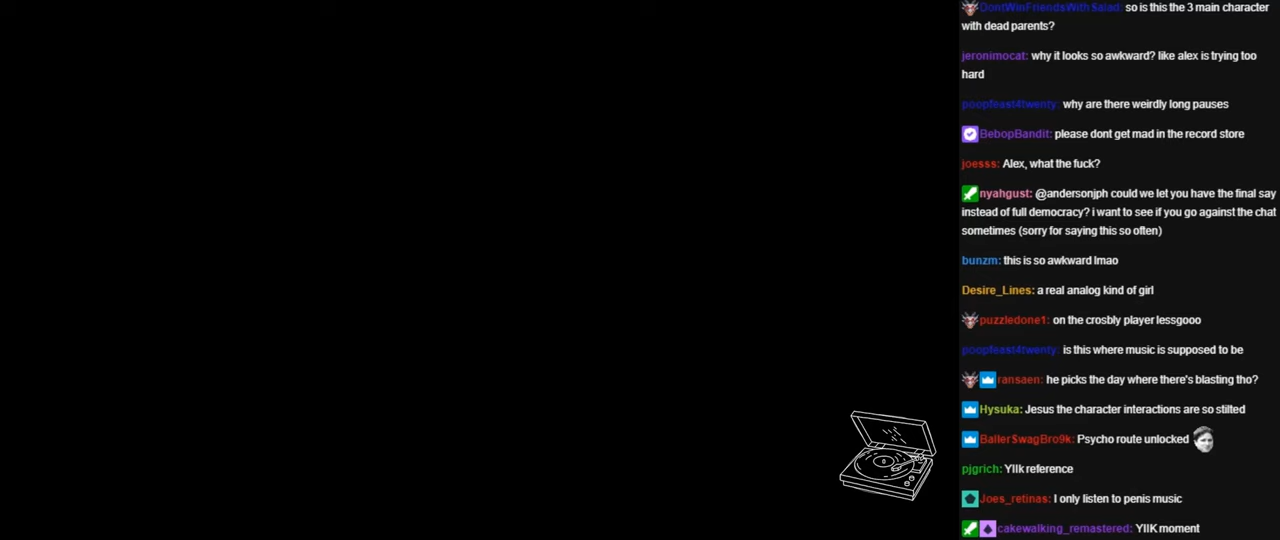 DontWinFriendsWithSalad: so is this the 3 main character
with dead parents?
jeronimocat: why it looks so awkward? like alex is trying too
hard
poopfeast4twenty: why are there weirdly long pauses
BebopBandit: please dont get mad in the record store
joesss: Alex, what the fuck?
nyahgust: @andersonjph could we let you have the final say
instead of full democracy? i want to see if you go against the chat
sometimes (sorry for saying this so often)
bunzm: this is so awkward lmao
Desire_Lines: a real analog kind of girl
puzzledone1: on the crosbly player lessgooo
poopfeast4twenty: is this where music is supposed to be
ransaen: he picks the day where there's blasting tho?
Hysuka: Jesus the character interactions are so stilted
BallerSwagBro9k: Psycho route unlocked
pjgrich: YIIk reference
Joes_retinas: I only listen to penis music
cakewalking_remastered: YIIK moment